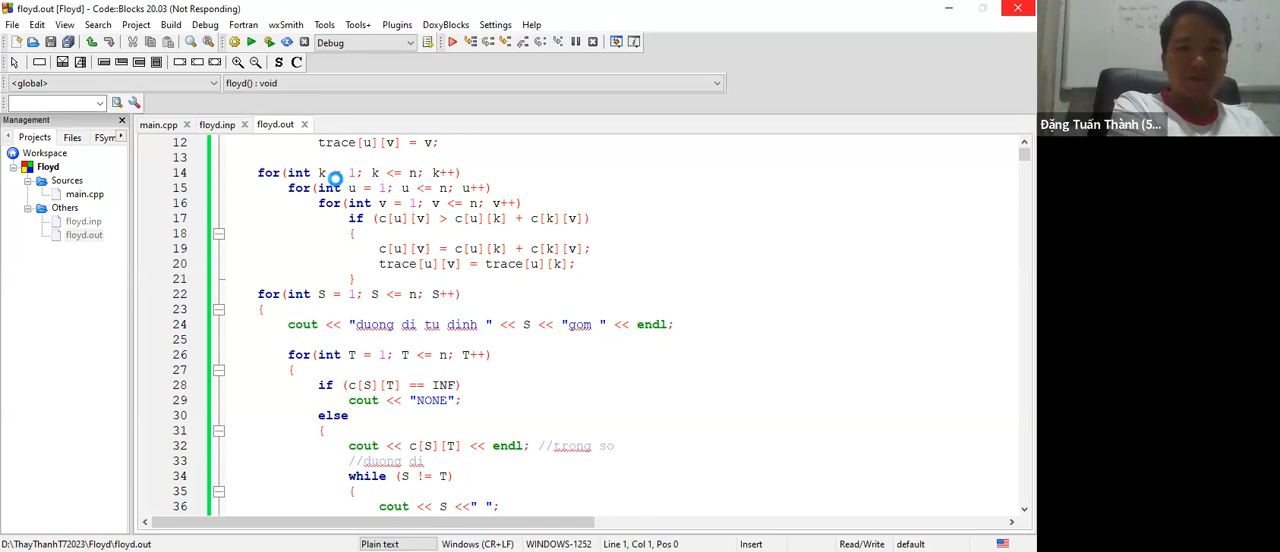 floyd.out [Floyd] - Code::Blocks 20.03 (Not Responding)
File Edit View Search Project Build Debug Fortran wxSmith Tools Tools+ Plugins DoxyBlocks Settings Help
Debug
S C
<global> floyd() : void
Management
Projects Files FSym
Workspace
Floyd
Sources
main.cpp
Others
floyd.inp
floyd.out
main.cpp floyd.inp floyd.out
12 trace[u][v] = v;
13
14 for(int k 1; k <= n; k++)
15 for(int u = 1; u <= n; u++)
16 for(int v = 1; v <= n; v++)
17 if (c[u][v] > c[u][k] + c[k][v])
18 {
19 c[u][v] = c[u][k] + c[k][v];
20 trace[u][v] = trace[u][k];
21 }
22 for(int S = 1; S <= n; S++)
23 {
24 cout << "duong di tu dinh " << S << "gom " << endl;
25
26 for(int T = 1; T <= n; T++)
27 {
28 if (c[S][T] == INF)
29 cout << "NONE";
30 else
31 {
32 cout << c[S][T] << endl; //trong so
33 //duong di
34 while (S != T)
35 {
36 cout << S <<" ";
D:\ThayThanhT72023\Floyd\floyd.out Plain text Windows (CR+LF) WINDOWS-1252 Line 1, Col 1, Pos 0 Insert Read/Write default
Đặng Tuấn Thành (5...